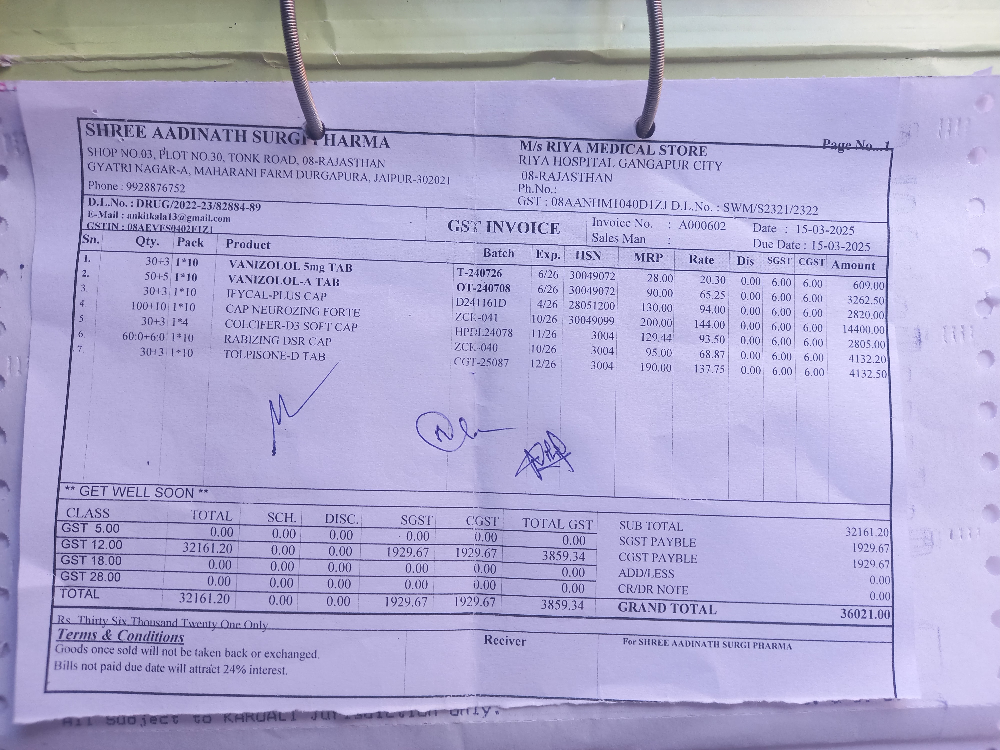 SHREE AADINATH SURGI PHARMA
SHOP NO.03, PLOT NO.30, TONK ROAD, 08-RAJASTHAN
GYATRI NAGAR-A, MAHARANI FARM DURGAPURA, JAIPUR-302021
Phone : 9928876752
D.L.No. : DRUG/2022-23/82884-89
E-Mail : ankitkala13@gmail.com
GSTIN : 08AEVFS0402F1Z1
M/s RIYA MEDICAL STORE
RIYA HOSPITAL GANGAPUR CITY
08-RAJASTHAN
Ph.No.:
GST : 08AANHM1040D1ZJ D.L.No. : SWM/S2321/2322
Page No...1
GST INVOICE
Invoice No. : A000602 Date : 15-03-2025
Sales Man : Due Date : 15-03-2025
Sn. Qty. Pack Product Batch Exp. HSN MRP Rate Dis SGST CGST Amount
1. 30+3 1*10 VANIZOLOL 5mg TAB T-240726 6/26 30049072 28.00 20.30 0.00 6.00 6.00 609.00
2. 50+5 1*10 VANIZOLOL-A TAB OT-240708 6/26 30049072 90.00 65.25 0.00 6.00 6.00 3262.50
3. 30+3 1*10 IFYCAL-PLUS CAP D241161D 4/26 28051200 130.00 94.00 0.00 6.00 6.00 2820.00
4. 100+10 1*10 CAP NEUROZING FORTE ZCK-041 10/26 30049099 200.00 144.00 0.00 6.00 6.00 14400.00
5 30+3 1*4 COLCIFER-D3 SOFT CAP HPDL24078 11/26 3004 129.44 93.50 0.00 6.00 6.00 2805.00
6. 60:0+6:0 1*10 RABIZING DSR CAP ZCK-040 10/26 3004 95.00 68.87 0.00 6.00 6.00 4132.20
7 30+3 1*10 TOLPISONE-D TAB CGT-25087 12/26 3004 190.00 137.75 0.00 6.00 6.00 4132.50
** GET WELL SOON **
CLASS TOTAL SCH. DISC. SGST CGST TOTAL GST
GST 5.00 0.00 0.00 0.00 0.00 0.00 0.00
GST 12.00 32161.20 0.00 0.00 1929.67 1929.67 3859.34
GST 18.00 0.00 0.00 0.00 0.00 0.00 0.00
GST 28.00 0.00 0.00 0.00 0.00 0.00 0.00
TOTAL 32161.20 0.00 0.00 1929.67 1929.67 3859.34
SUB TOTAL 32161.20
SGST PAYBLE 1929.67
CGST PAYBLE 1929.67
ADD/LESS 0.00
CR/DR NOTE 0.00
GRAND TOTAL 36021.00
Rs. Thirty Six Thousand Twenty One Only
Terms & Conditions
Goods once sold will not be taken back or exchanged.
Bills not paid due date will attract 24% interest.
Reciver
For SHREE AADINATH SURGI PHARMA
All Subject to KARUALI Jurisdiction only.